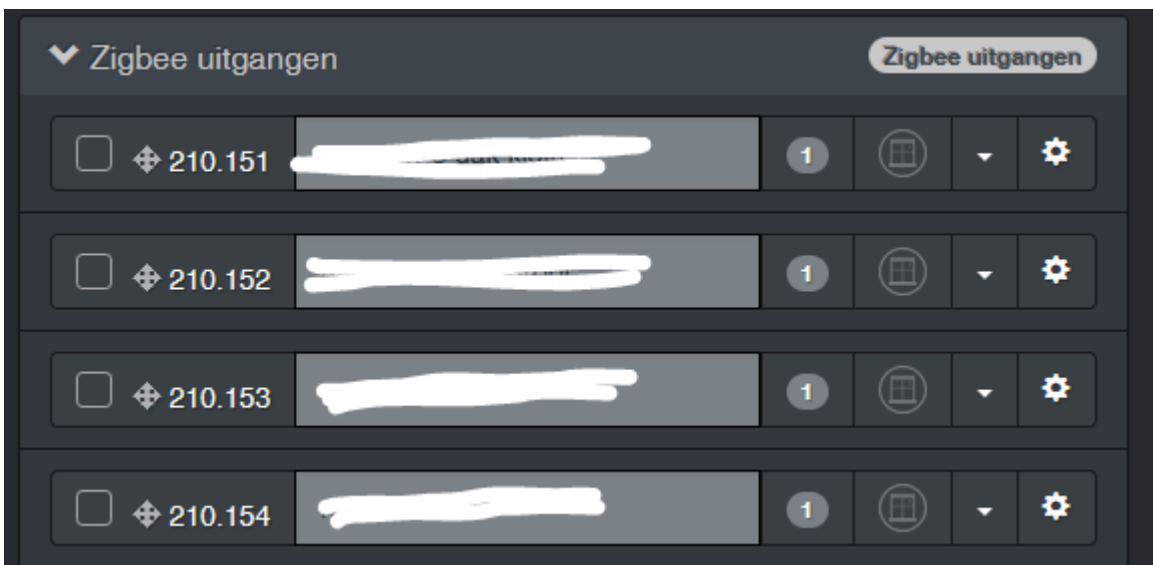 Zigbee uitgangen Zigbee uitgangen
210.151 1
210.152 1
210.153 1
210.154 1